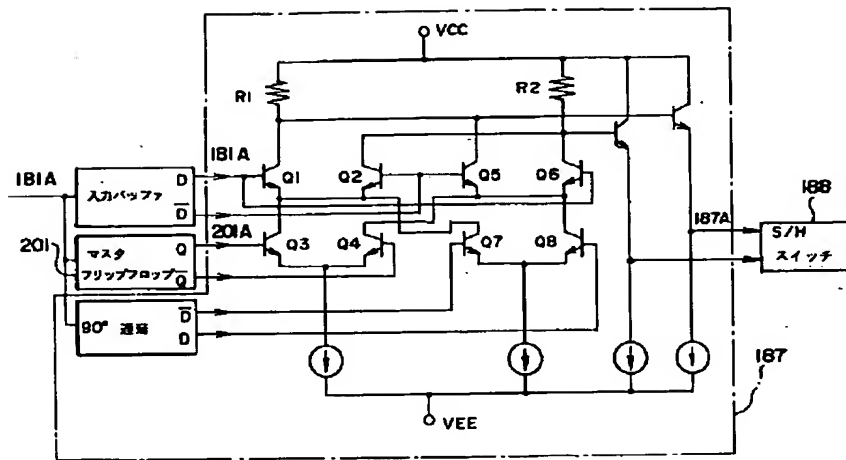 VCC
R1
R2
181A
181A
入力バッファ
D
D̅
Q1
Q2
Q5
Q6
187A
188
S/H
スイッチ
201
マスタ
フリップフロップ
Q
Q̅
201A
Q3
Q4
Q7
Q8
90° 遅延
D̅
D
187
VEE